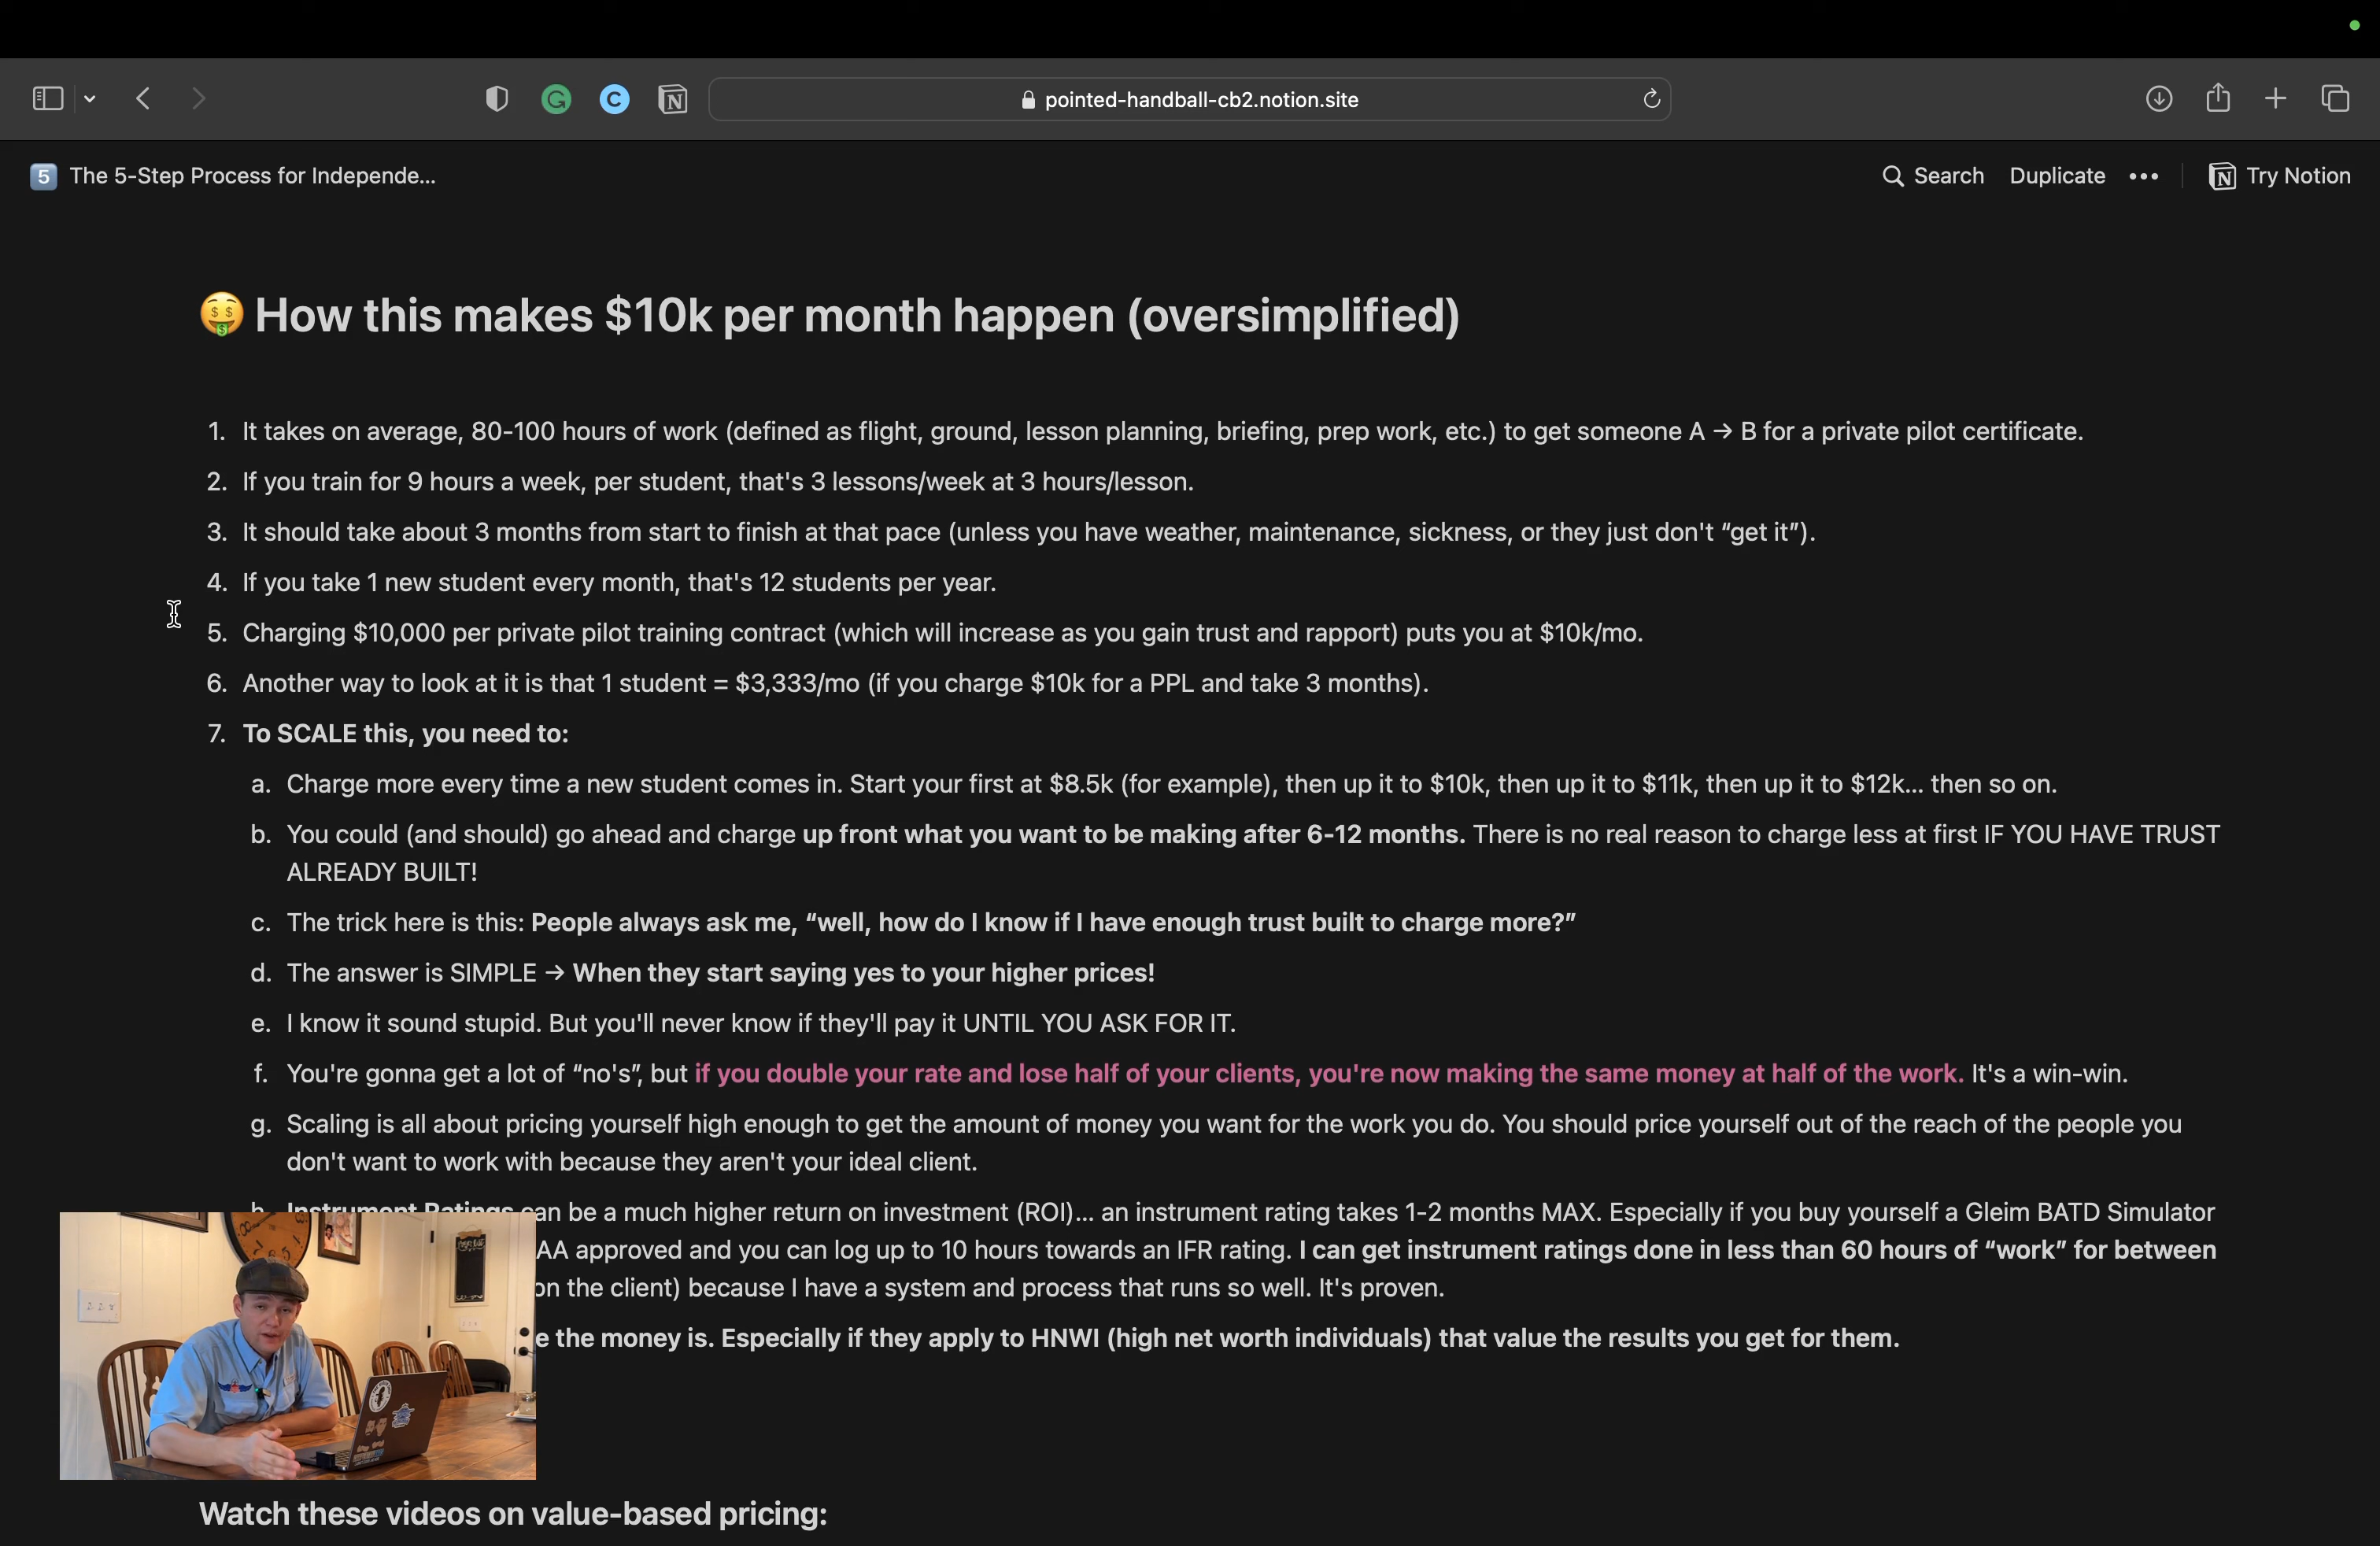 pointed-handball-cb2.notion.site
5 The 5-Step Process for Independe...
Search Duplicate ••• Try Notion
🤑 How this makes $10k per month happen (oversimplified)
1. It takes on average, 80-100 hours of work (defined as flight, ground, lesson planning, briefing, prep work, etc.) to get someone A → B for a private pilot certificate.
2. If you train for 9 hours a week, per student, that's 3 lessons/week at 3 hours/lesson.
3. It should take about 3 months from start to finish at that pace (unless you have weather, maintenance, sickness, or they just don't “get it”).
4. If you take 1 new student every month, that's 12 students per year.
5. Charging $10,000 per private pilot training contract (which will increase as you gain trust and rapport) puts you at $10k/mo.
6. Another way to look at it is that 1 student = $3,333/mo (if you charge $10k for a PPL and take 3 months).
7. To SCALE this, you need to:
a. Charge more every time a new student comes in. Start your first at $8.5k (for example), then up it to $10k, then up it to $11k, then up it to $12k... then so on.
b. You could (and should) go ahead and charge up front what you want to be making after 6-12 months. There is no real reason to charge less at first IF YOU HAVE TRUST
ALREADY BUILT!
c. The trick here is this: People always ask me, “well, how do I know if I have enough trust built to charge more?”
d. The answer is SIMPLE → When they start saying yes to your higher prices!
e. I know it sound stupid. But you'll never know if they'll pay it UNTIL YOU ASK FOR IT.
f. You're gonna get a lot of “no's”, but if you double your rate and lose half of your clients, you're now making the same money at half of the work. It's a win-win.
g. Scaling is all about pricing yourself high enough to get the amount of money you want for the work you do. You should price yourself out of the reach of the people you
don't want to work with because they aren't your ideal client.
h. Instrument Ratings can be a much higher return on investment (ROI)... an instrument rating takes 1-2 months MAX. Especially if you buy yourself a Gleim BATD Simulator
AA approved and you can log up to 10 hours towards an IFR rating. I can get instrument ratings done in less than 60 hours of “work” for between
on the client) because I have a system and process that runs so well. It's proven.
e the money is. Especially if they apply to HNWI (high net worth individuals) that value the results you get for them.
Watch these videos on value-based pricing: